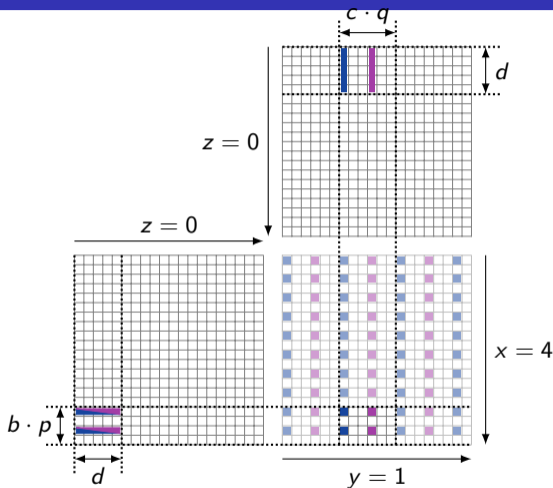 c · q
d
z = 0
z = 0
x = 4
b · p
d
y = 1